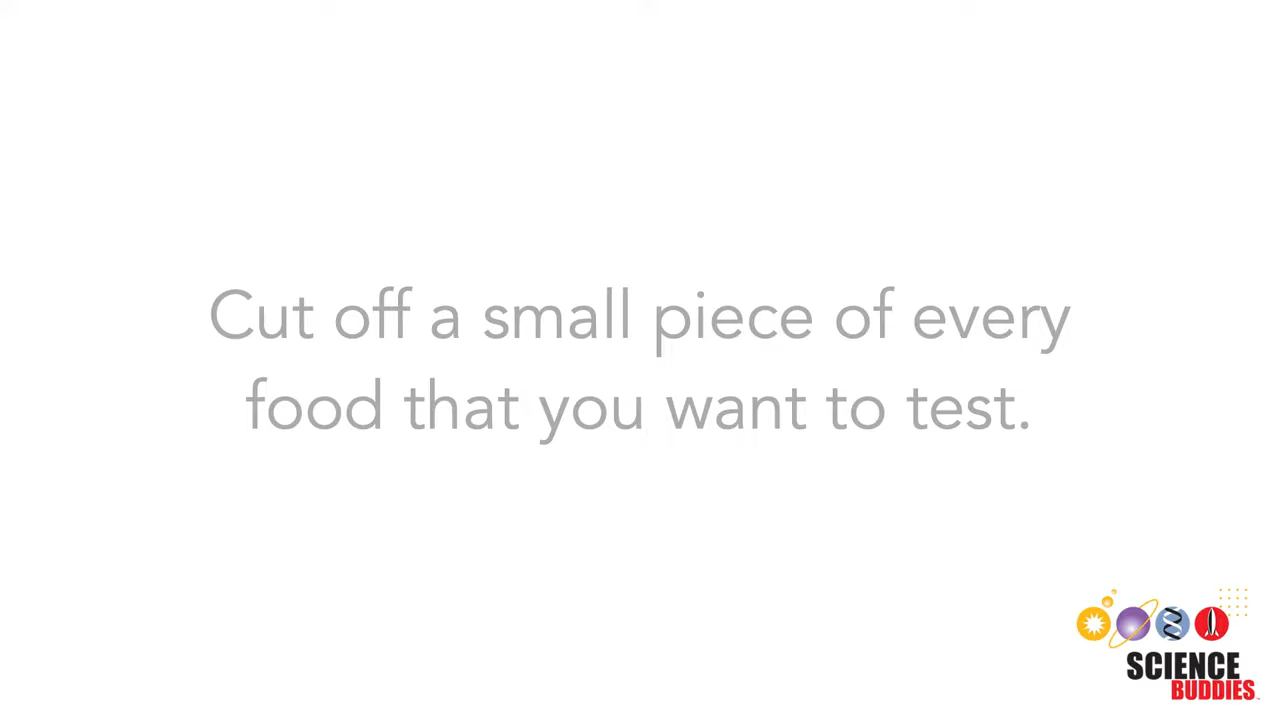 Cut off a small piece of every
food that you want to test.
SCIENCE
BUDDIES